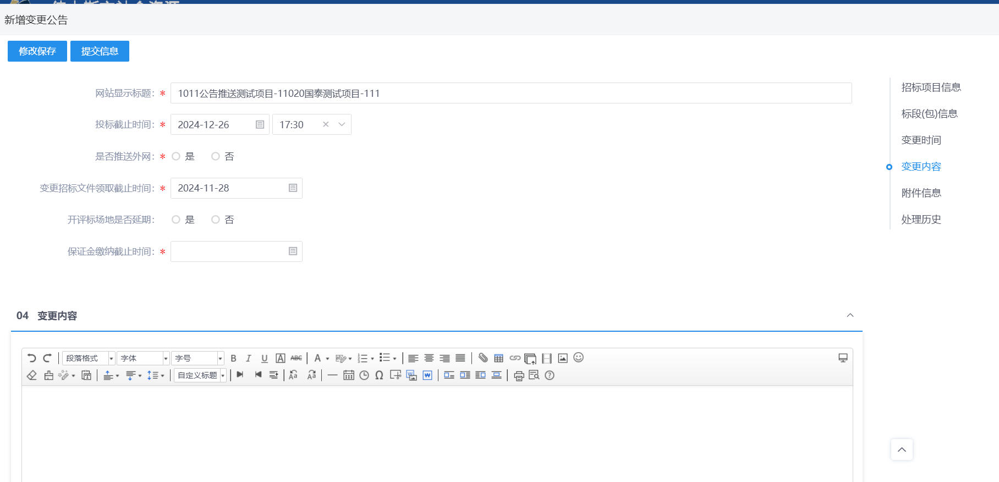 新增变更公告
修改保存 提交信息
网站显示标题：* 1011公告推送测试项目-11020国泰测试项目-111
投标截止时间：* 2024-12-26 17:30
是否推送外网：* 是 否
变更招标文件领取截止时间：* 2024-11-28
开评标场地是否延期： 是 否
保证金缴纳截止时间：*
招标项目信息
标段(包)信息
变更时间
变更内容
附件信息
处理历史
04 变更内容
段落格式 字体 字号 B I U A ABC A
自定义标题